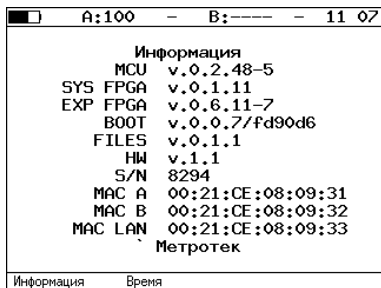 A:100 – B:---- – 11 07
Информация
MCU v.0.2.48-5
SYS FPGA v.0.1.11
EXP FPGA v.0.6.11-7
BOOT v.0.0.7/fd90d6
FILES v.0.1.1
HW v.1.1
S/N 8294
MAC A 00:21:CE:08:09:31
MAC B 00:21:CE:08:09:32
MAC LAN 00:21:CE:08:09:33
` Метротек
Информация Время